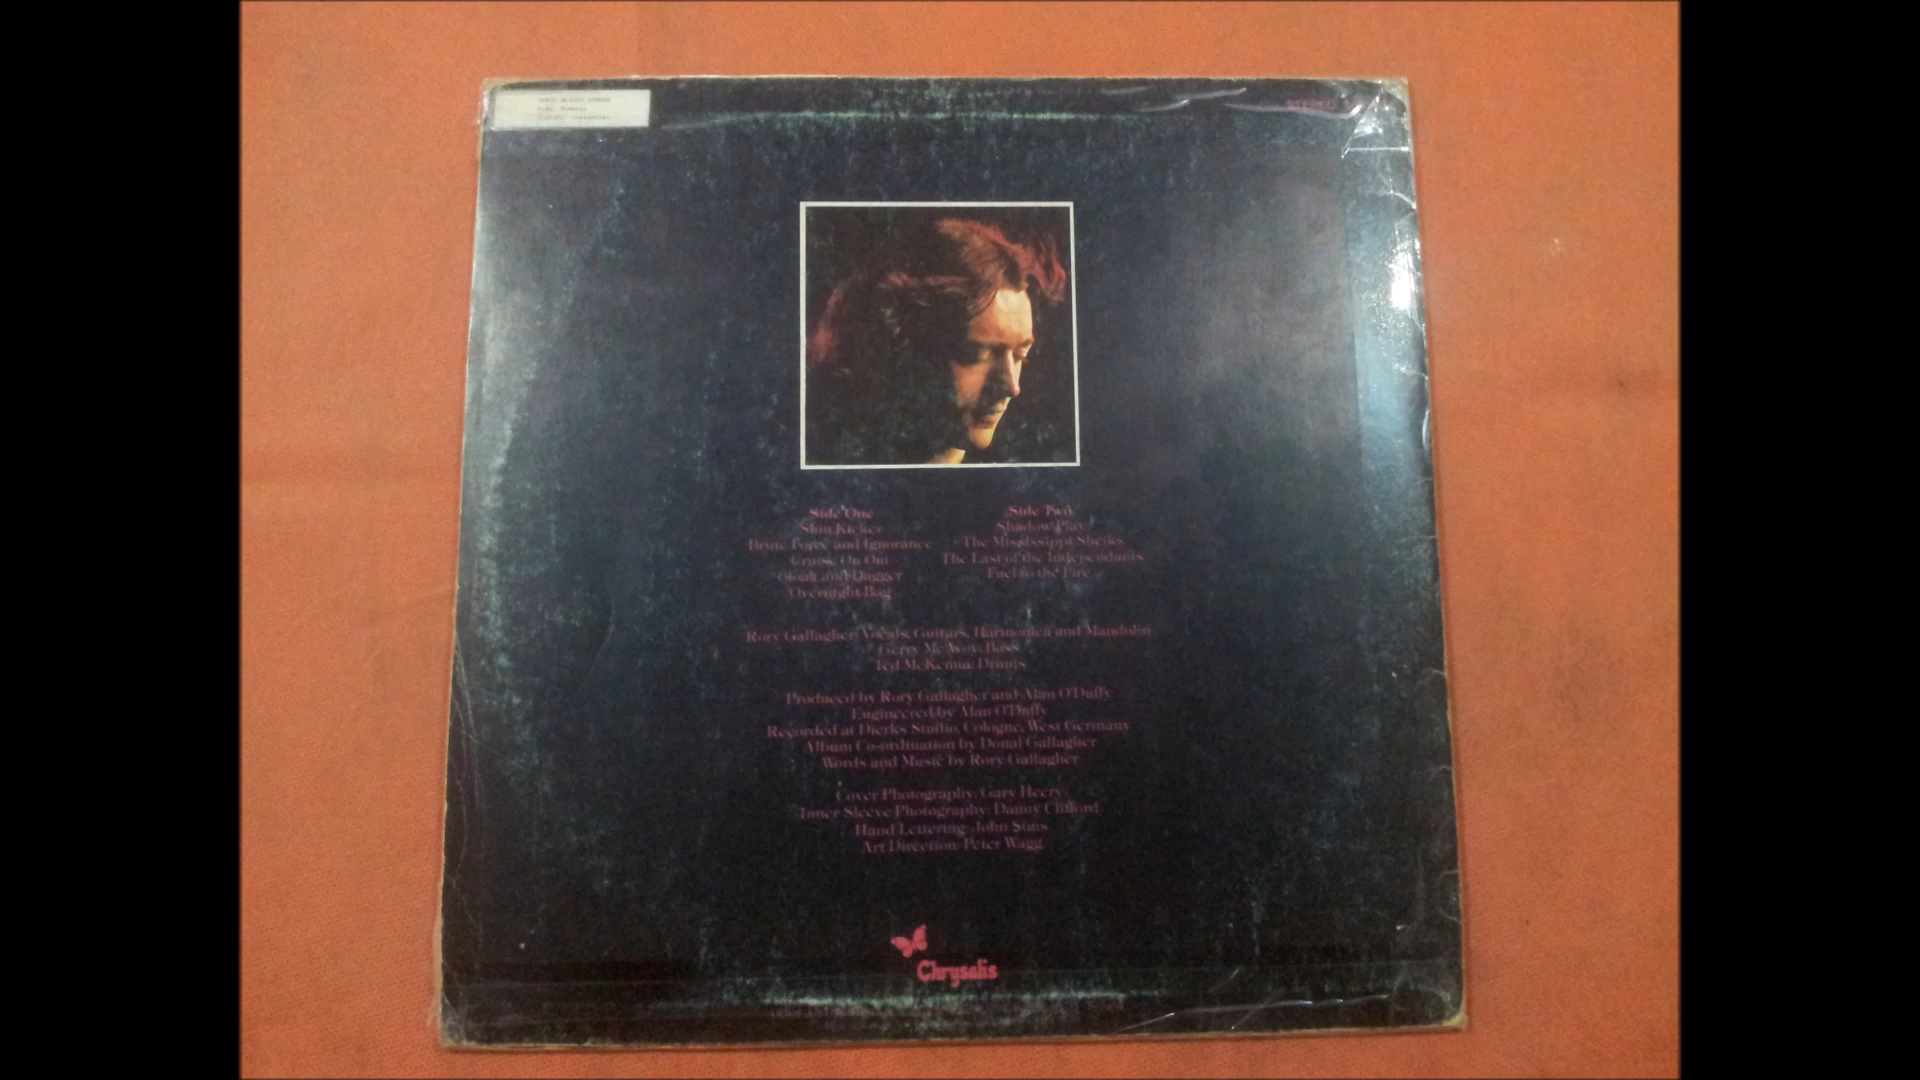 STEREO
Side One
Shin Kicker
Brute Force and Ignorance
Cruise On Out
Cloak and Dagger
Overnight Bag
Side Two
Shadow Play
The Mississippi Sheiks
The Last of the Independants
Fuel to the Fire
Rory Gallagher: Vocals, Guitars, Harmonica and Mandolin
Gerry McAvoy: Bass
Ted McKenna: Drums
Produced by Rory Gallagher and Alan O'Duffy
Engineered by Alan O'Duffy
Recorded at Dierks Studio, Cologne, West Germany
Album Co-ordination by Donal Gallagher
Words and Music by Rory Gallagher
Cover Photography: Gary Heery
Inner Sleeve Photography: Danny Clifford
Hand Lettering: John Suns
Art Direction: Peter Wagg
Chrysalis